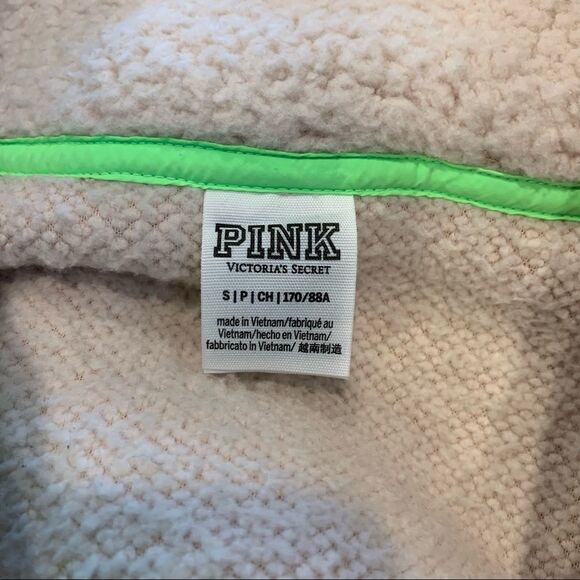 PINK
VICTORIA'S SECRET
S|P|CH|170/88A
made in Vietnam/fabriqué au
Vietnam/hecho en Vietnam/
fabbricato in Vietnam/ 越南制造